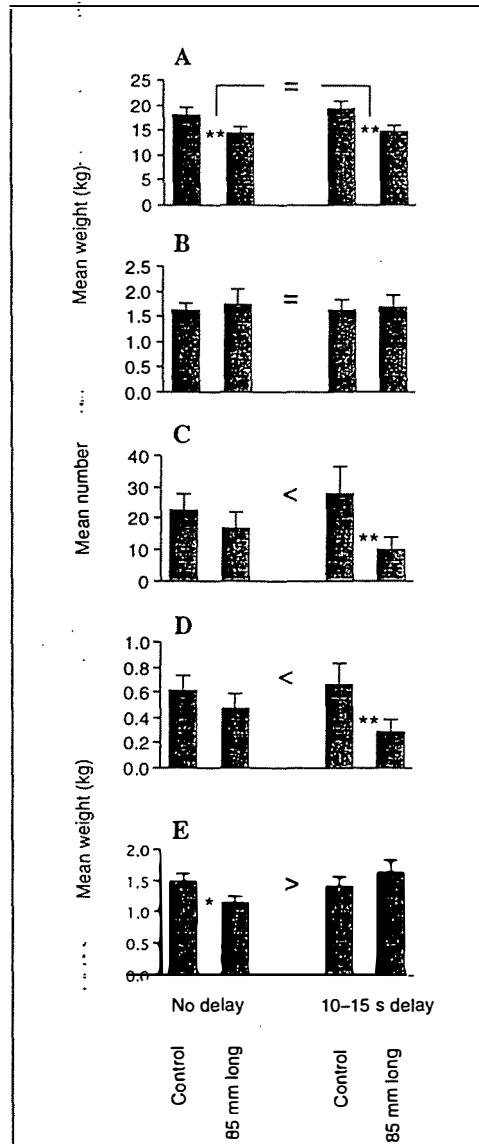 A
25
20
15
10
5
0
=
**
**
Mean weight (kg)
B
2.5
2.0
1.5
1.0
0.5
0.0
=
Mean number
C
40
30
20
10
0
<
**
D
1.0
0.8
0.6
0.4
0.2
0.0
<
**
Mean weight (kg)
E
2.0
1.5
1.0
0.5
0.0
*
>
No delay
10–15 s delay
Control
85 mm long
Control
85 mm long